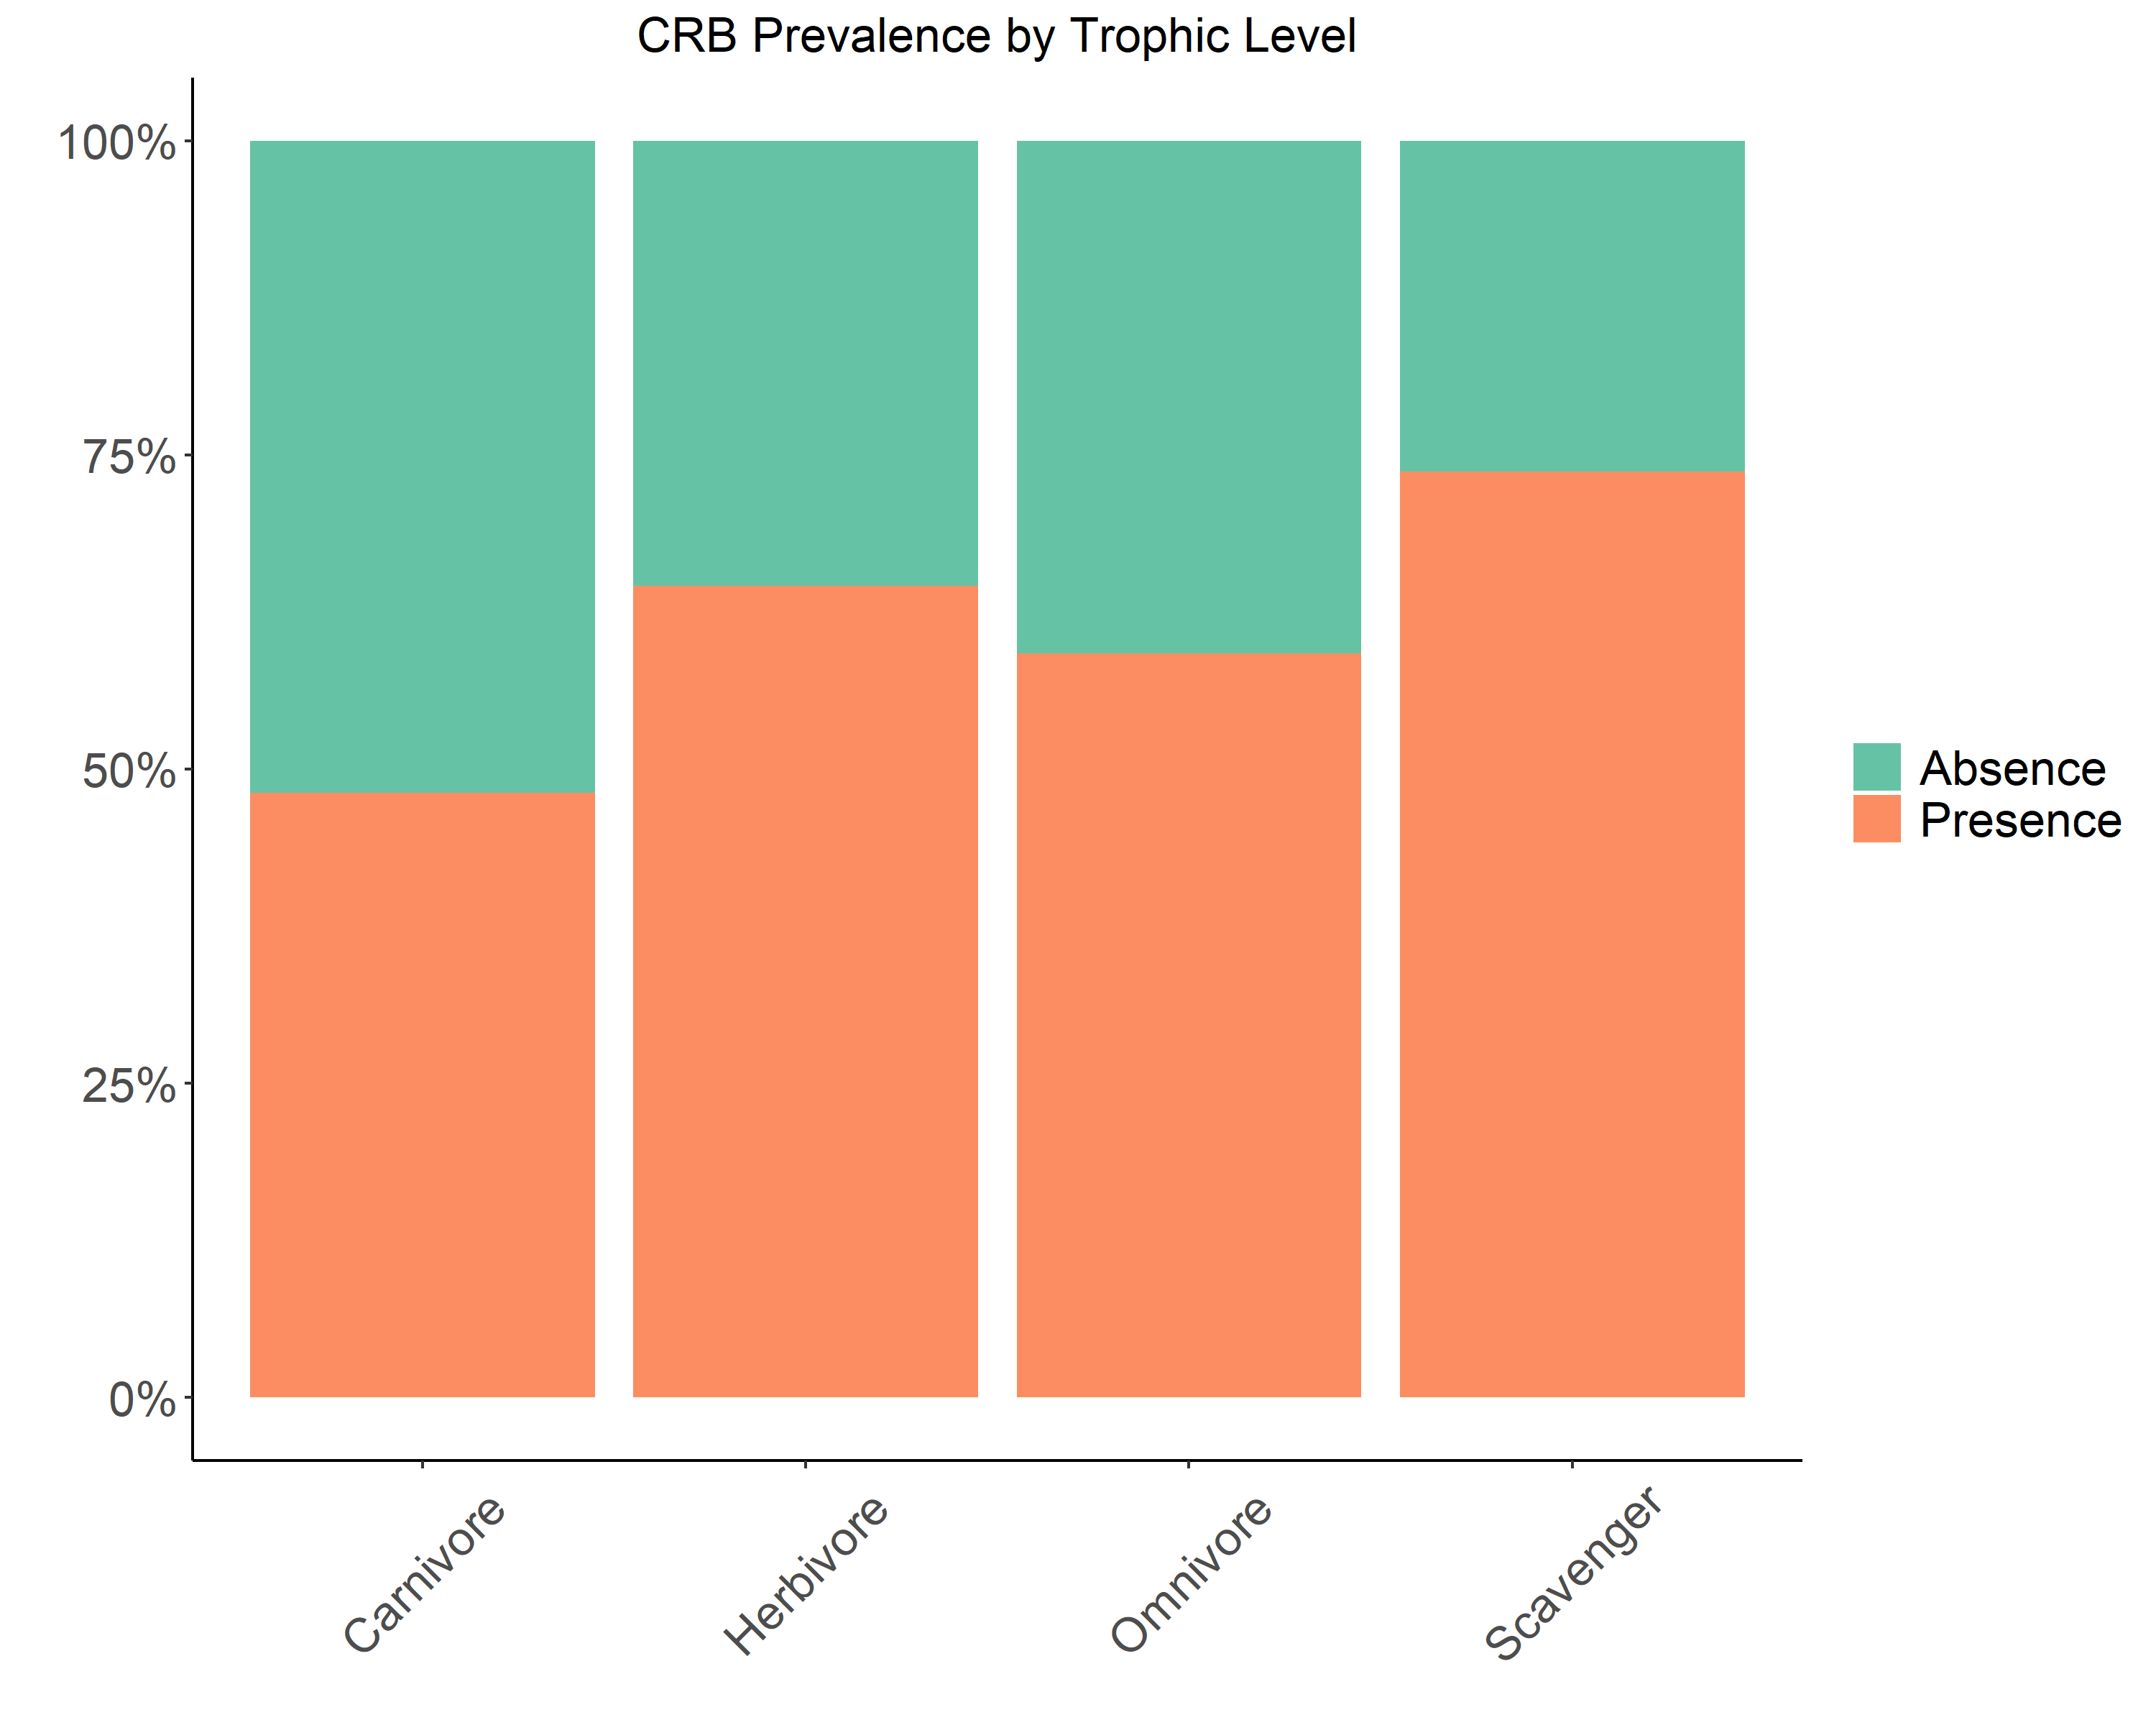 CRB Prevalence by Trophic Level
100%
75%
50%
25%
0%
Carnivore
Herbivore
Omnivore
Scavenger
Absence
Presence